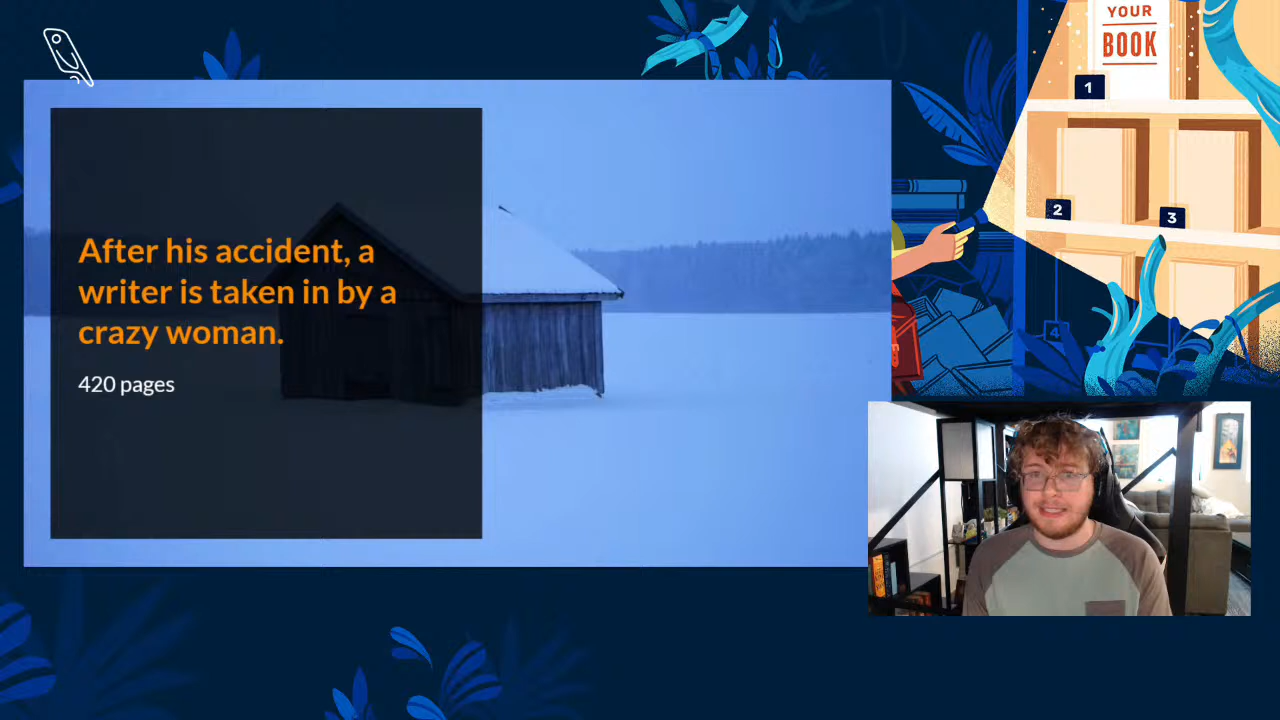 YOUR
BOOK
1
After his accident, a
writer is taken in by a
crazy woman.
420 pages
2
3
4